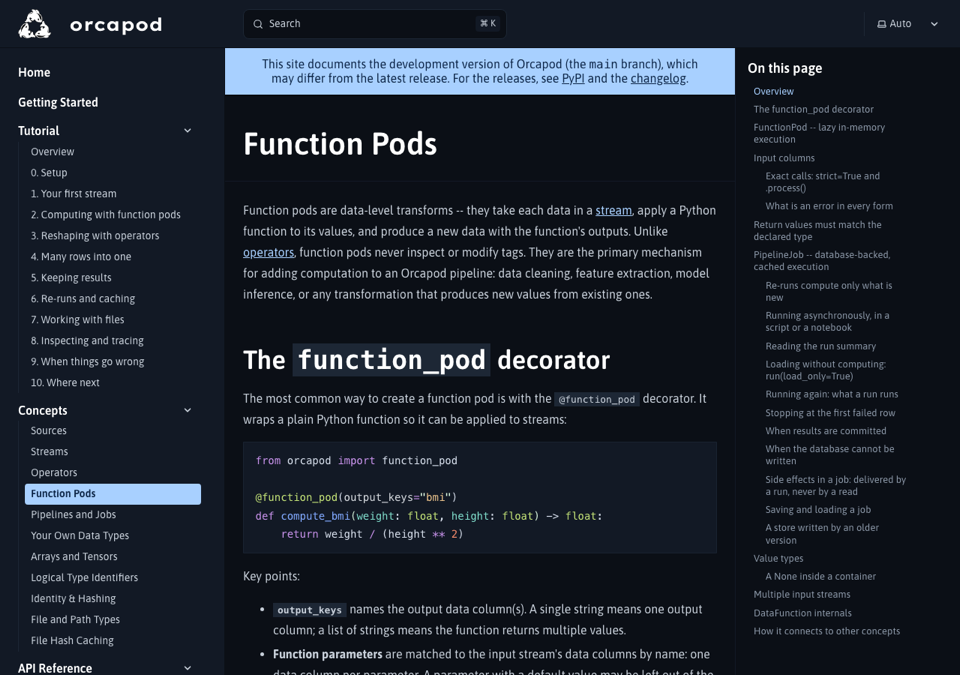 orcapod
Search
⌘ K
Auto
Home
Getting Started
Tutorial
Overview
0. Setup
1. Your first stream
2. Computing with function pods
3. Reshaping with operators
4. Many rows into one
5. Keeping results
6. Re-runs and caching
7. Working with files
8. Inspecting and tracing
9. When things go wrong
10. Where next
Concepts
Sources
Streams
Operators
Function Pods
Pipelines and Jobs
Your Own Data Types
Arrays and Tensors
Logical Type Identifiers
Identity & Hashing
File and Path Types
File Hash Caching
API Reference
This site documents the development version of Orcapod (the main branch), which
may differ from the latest release. For the releases, see PyPI and the changelog.
Function Pods
Function pods are data-level transforms -- they take each data in a stream, apply a Python
function to its values, and produce a new data with the function's outputs. Unlike
operators, function pods never inspect or modify tags. They are the primary mechanism
for adding computation to an Orcapod pipeline: data cleaning, feature extraction, model
inference, or any transformation that produces new values from existing ones.
The function_pod decorator
The most common way to create a function pod is with the @function_pod decorator. It
wraps a plain Python function so it can be applied to streams:
from orcapod import function_pod
@function_pod(output_keys="bmi")
def compute_bmi(weight: float, height: float) -> float:
    return weight / (height ** 2)
Key points:
• output_keys names the output data column(s). A single string means one output
column; a list of strings means the function returns multiple values.
• Function parameters are matched to the input stream's data columns by name: one
data column per parameter. A parameter with a default value may be left out of the
On this page
Overview
The function_pod decorator
FunctionPod -- lazy in-memory
execution
Input columns
Exact calls: strict=True and
.process()
What is an error in every form
Return values must match the
declared type
PipelineJob -- database-backed,
cached execution
Re-runs compute only what is
new
Running asynchronously, in a
script or a notebook
Reading the run summary
Loading without computing:
run(load_only=True)
Running again: what a run runs
Stopping at the first failed row
When results are committed
When the database cannot be
written
Side effects in a job: delivered by
a run, never by a read
Saving and loading a job
A store written by an older
version
Value types
A None inside a container
Multiple input streams
DataFunction internals
How it connects to other concepts